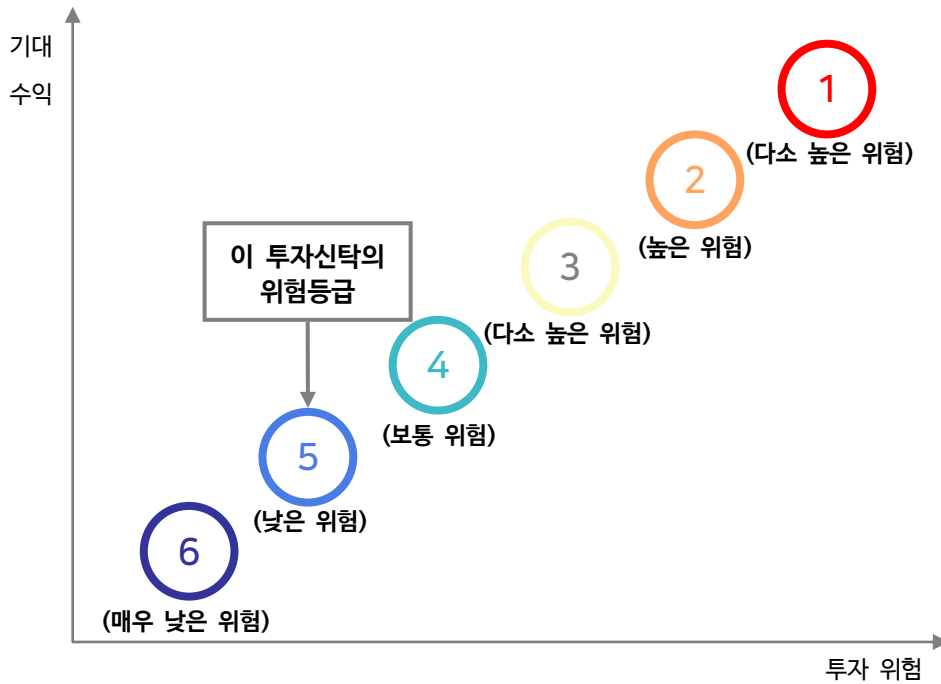 기대
수익
1
(다소 높은 위험)
2
(높은 위험)
이 투자신탁의
위험등급
3
(다소 높은 위험)
4
(보통 위험)
5
(낮은 위험)
6
(매우 낮은 위험)
투자 위험